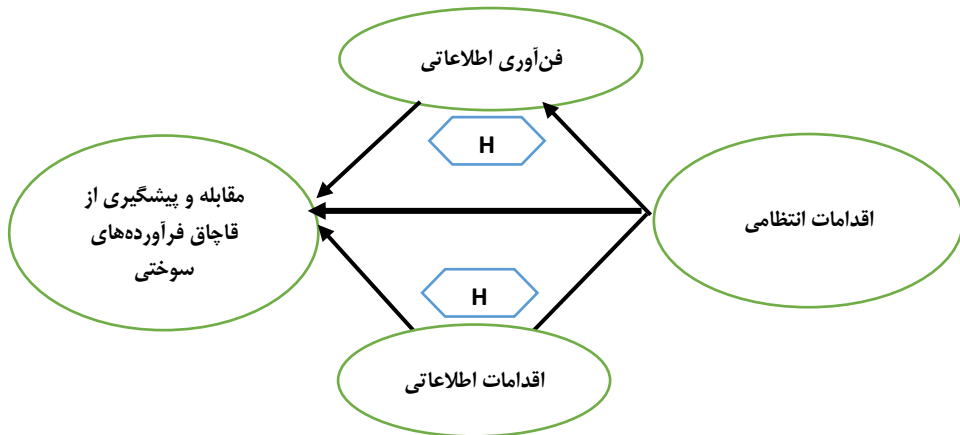 فن‌آوری اطلاعاتی
H
مقابله و پیشگیری از
قاچاق فرآورده‌های
سوختی
اقدامات انتظامی
H
اقدامات اطلاعاتی